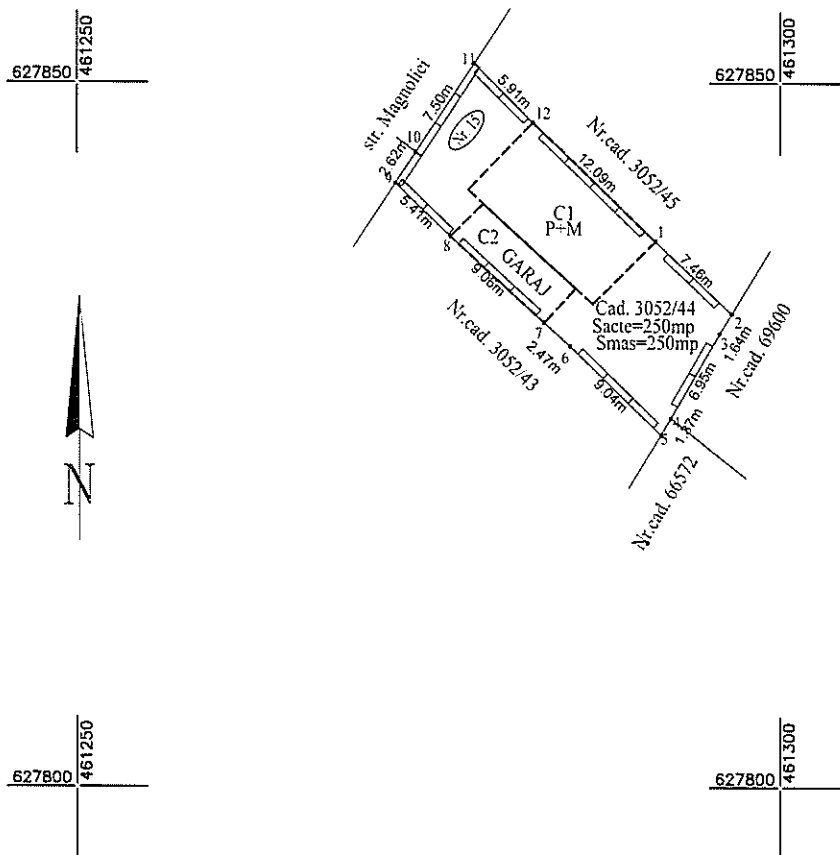 627850
461250
461300
627850
11
5.91m
12
str. Magnoliei
7.50m
Nr. 15
10
2.62m
9
Nr.cad. 3052/45
12.09m
C1
P+M
1
5.41m
8
C2
GARAJ
9.06m
7.46m
2
Cad. 3052/44
Sacte=250mp
Smas=250mp
3
1.64m
Nr.cad. 69600
7
2.47m
6
Nr.cad. 3052/43
6.95m
9.04m
4
1.37m
5
Nr.cad. 66572
N
627800
461250
461300
627800